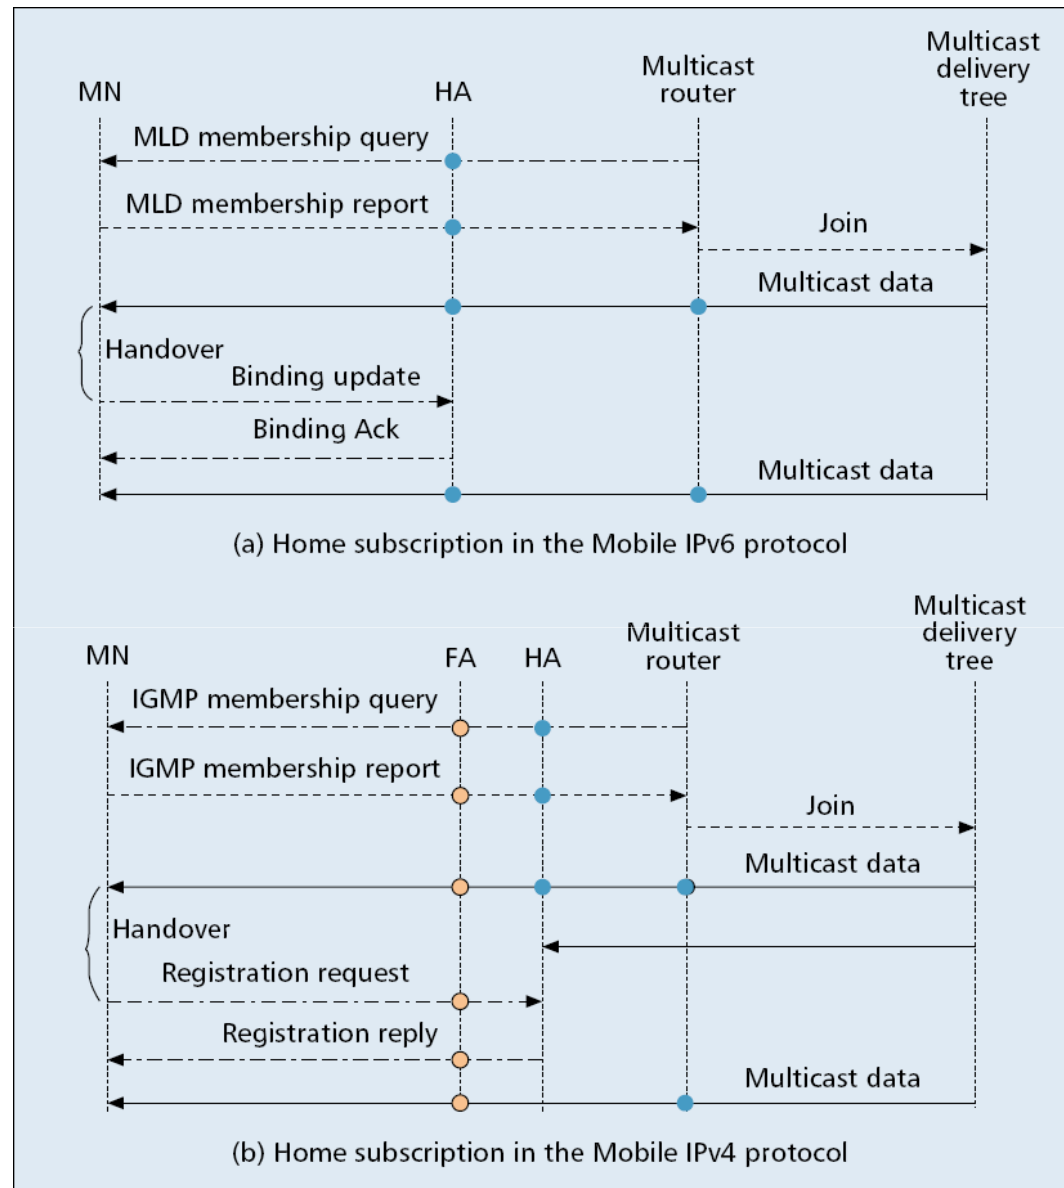 MN
HA
Multicast
router
Multicast
delivery
tree
MLD membership query
MLD membership report
Join
Multicast data
Handover
Binding update
Binding Ack
Multicast data
(a) Home subscription in the Mobile IPv6 protocol
MN
FA
HA
Multicast
router
Multicast
delivery
tree
IGMP membership query
IGMP membership report
Join
Multicast data
Handover
Registration request
Registration reply
Multicast data
(b) Home subscription in the Mobile IPv4 protocol